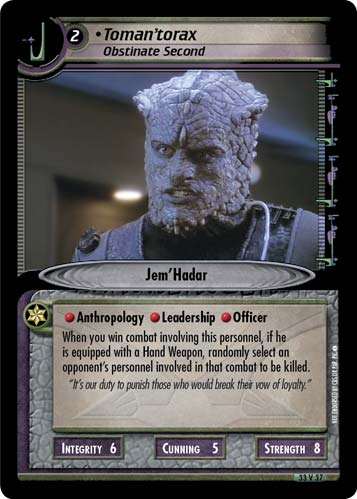 2 • Toman'torax
Obstinate Second
Jem'Hadar
Anthropology Leadership Officer
When you win combat involving this personnel, if he
is equipped with a Hand Weapon, randomly select an
opponent's personnel involved in that combat to be killed.
"It's our duty to punish those who would break their vow of loyalty."
INTEGRITY 6 CUNNING 5 STRENGTH 8
33 V 37